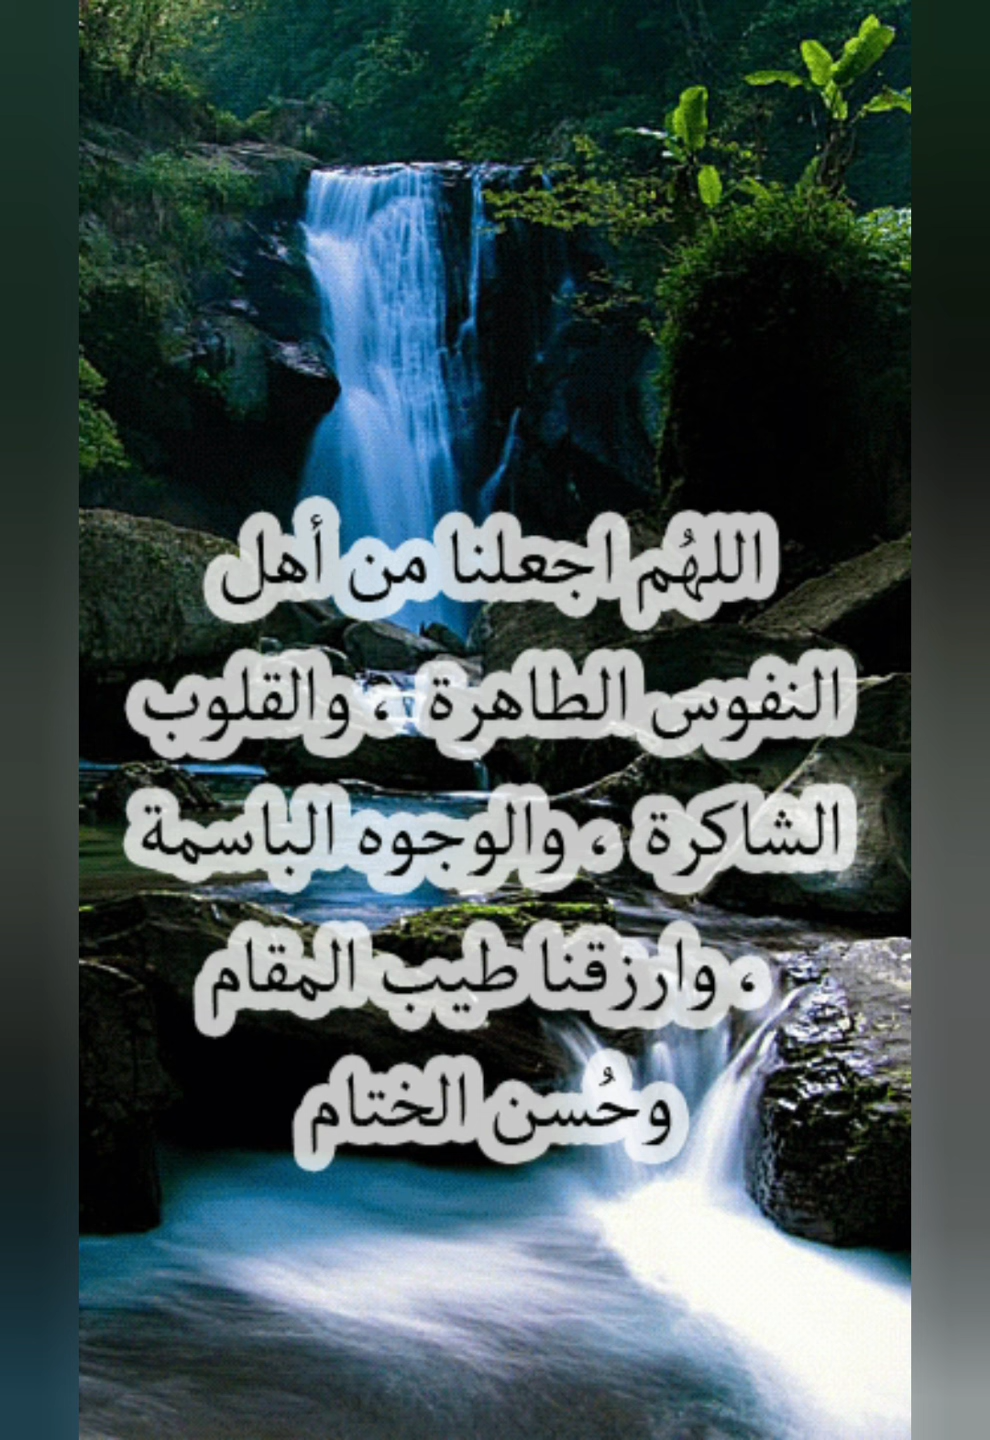 اللهُم اجعلنا من أهل
النفوس الطاهرة ، والقلوب
الشاكرة ، والوجوه الباسمة
، وارزقنا طيب المقام
وحُسن الختام